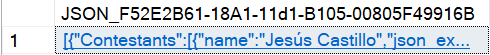 JSON_F52E2B61-18A1-11d1-B105-00805F49916B
1 [{"Contestants":[{"name":"Jesús Castillo","json_ex...